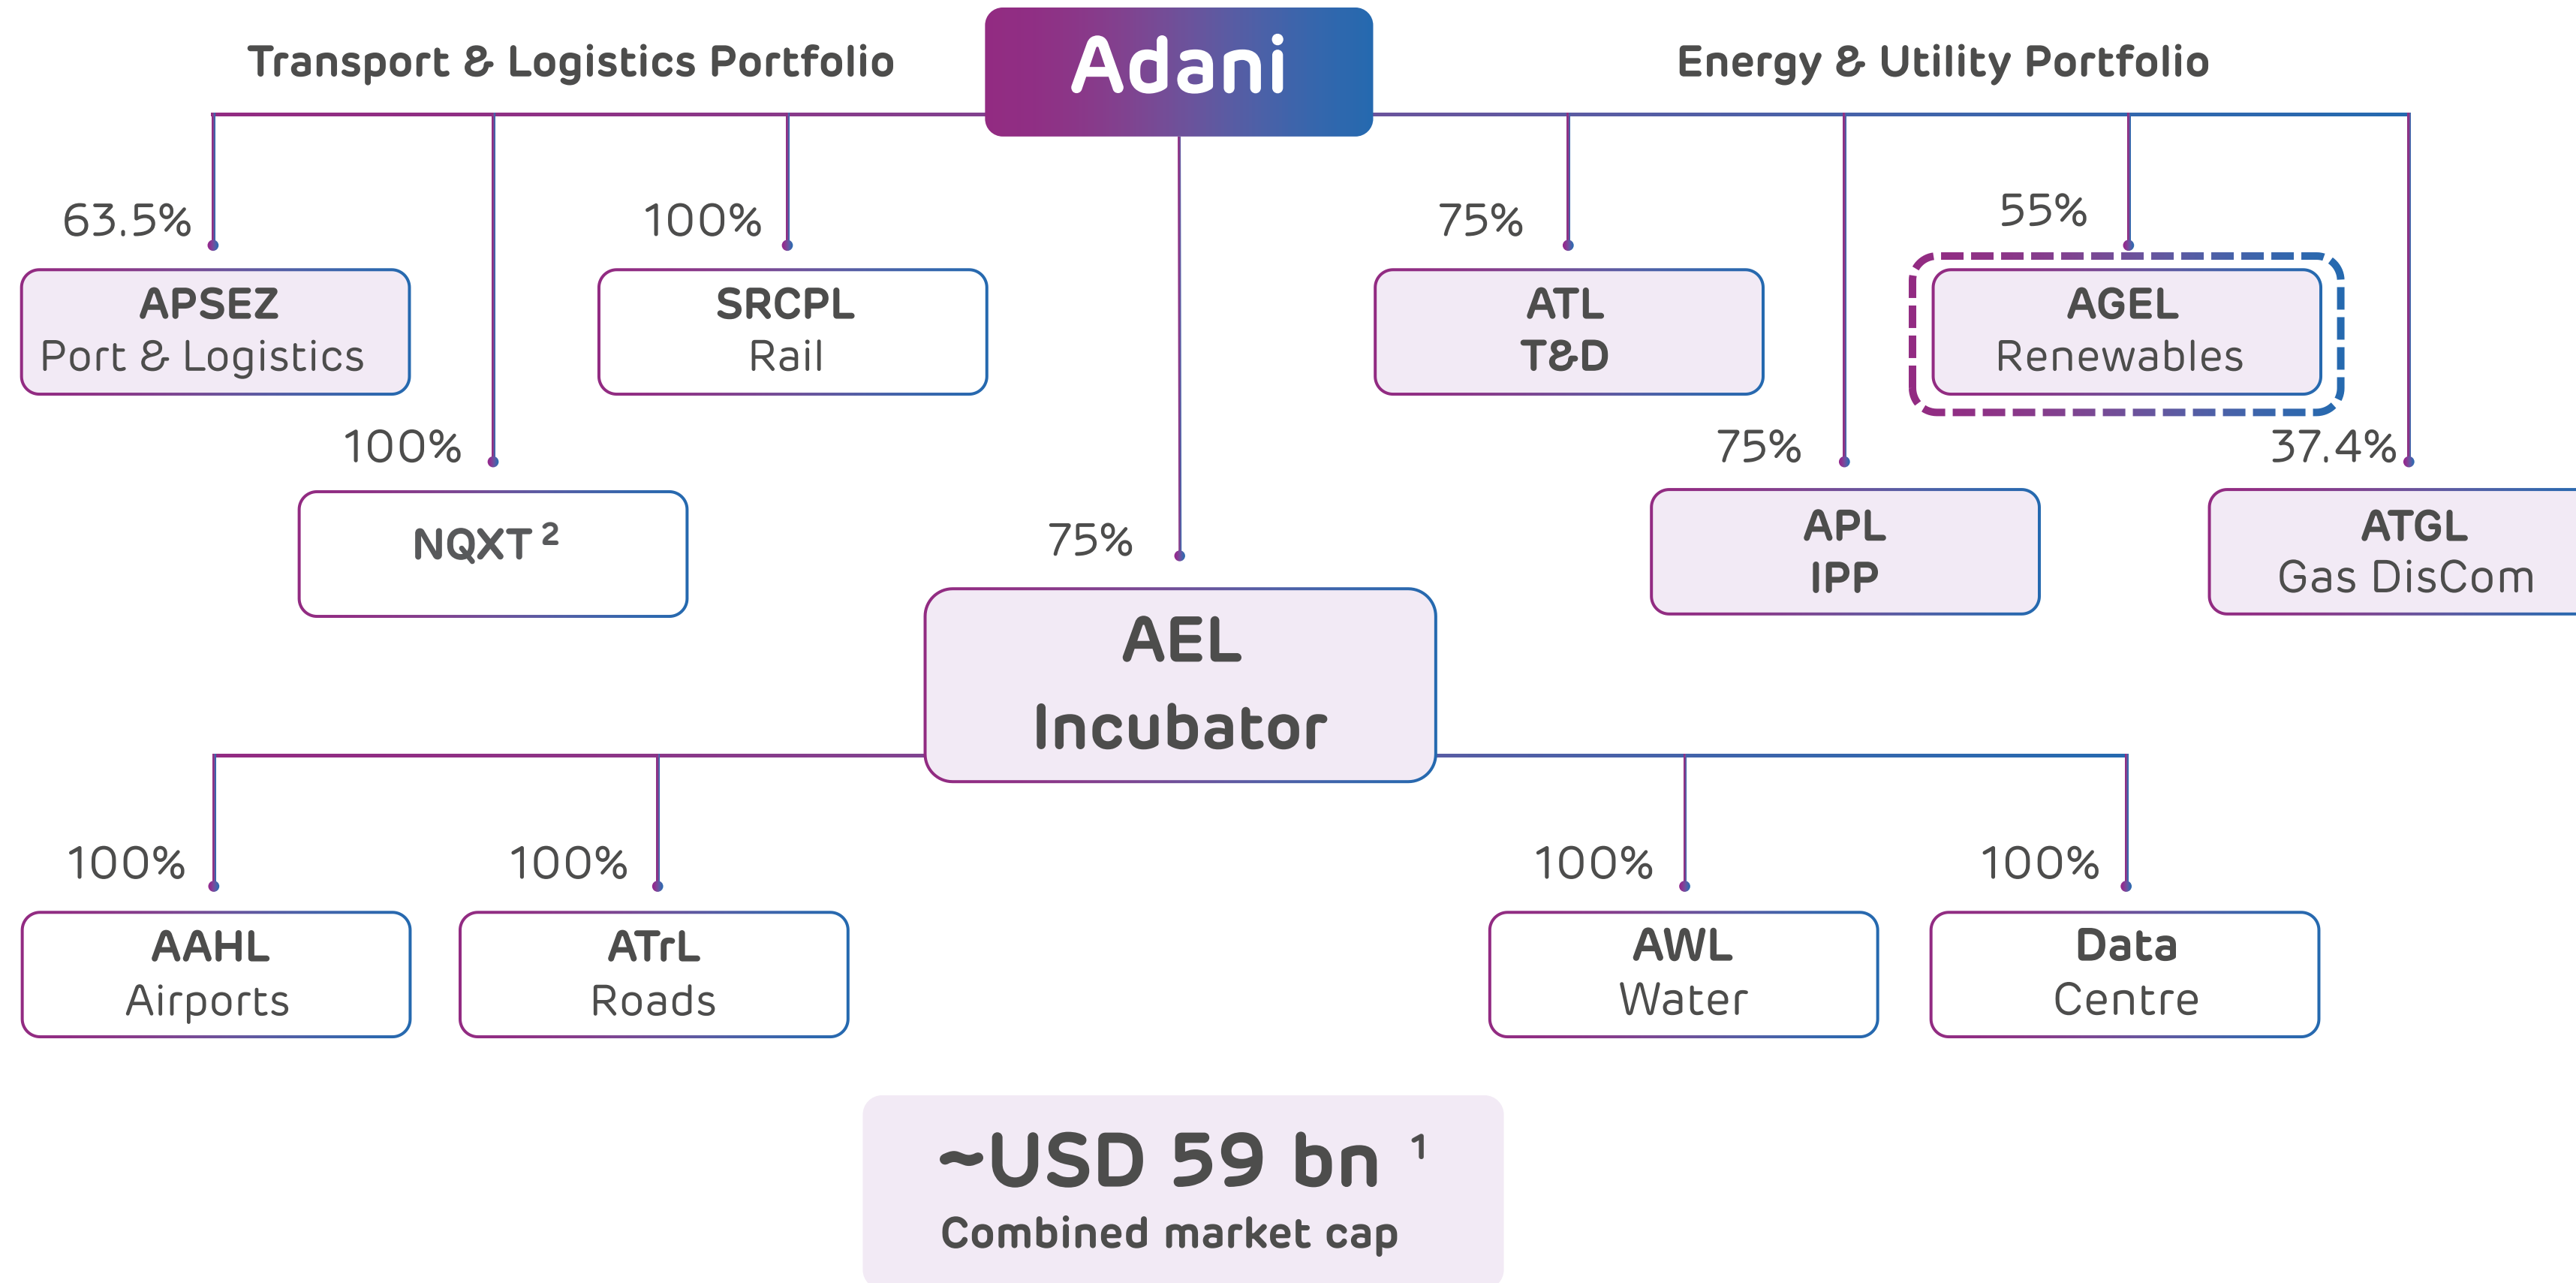 Adani
Transport & Logistics Portfolio
Energy & Utility Portfolio
63.5%
APSEZ
Port & Logistics
100%
NQXT ²
100%
SRCPL
Rail
75%
ATL
T&D
75%
APL
IPP
55%
AGEL
Renewables
37.4%
ATGL
Gas DisCom
75%
AEL
Incubator
100%
AAHL
Airports
100%
ATrL
Roads
100%
AWL
Water
100%
Data
Centre
~USD 59 bn ¹
Combined market cap